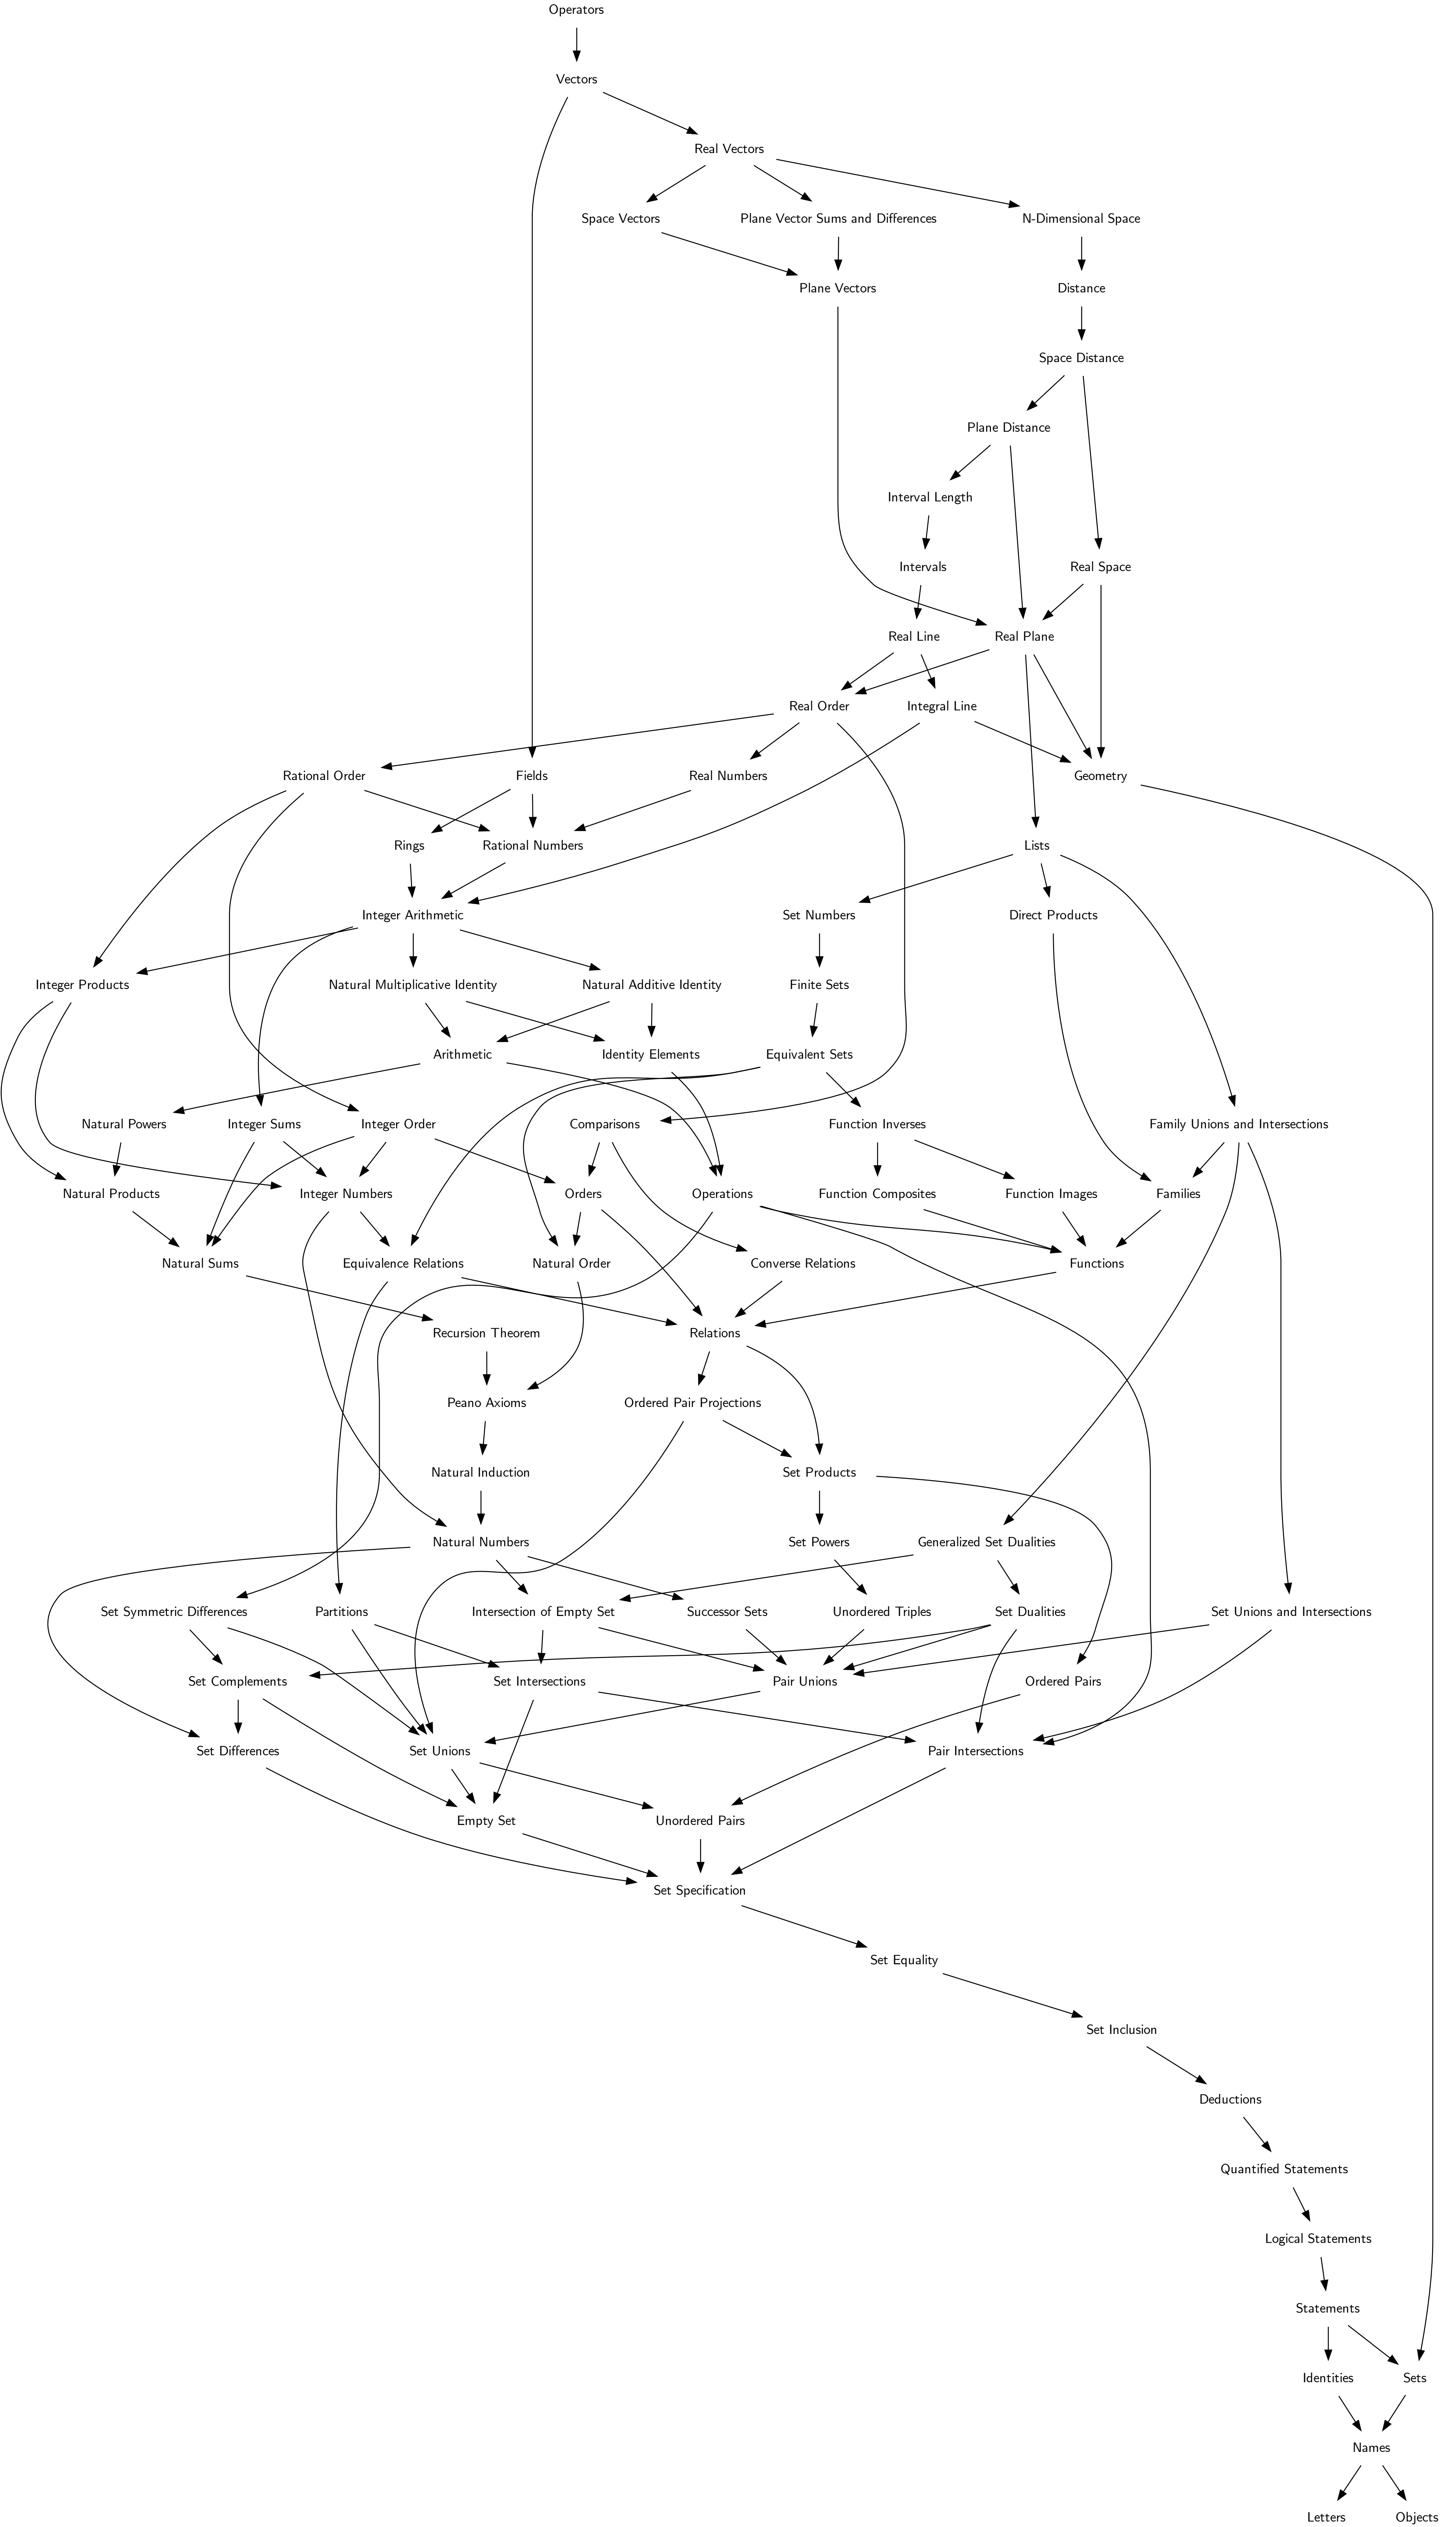 Operators
Vectors
Real Vectors
Space Vectors
Plane Vector Sums and Differences
N-Dimensional Space
Plane Vectors
Distance
Space Distance
Plane Distance
Interval Length
Intervals
Real Space
Real Line
Real Plane
Real Order
Integral Line
Rational Order
Fields
Real Numbers
Geometry
Rings
Rational Numbers
Lists
Integer Arithmetic
Set Numbers
Direct Products
Integer Products
Natural Multiplicative Identity
Natural Additive Identity
Finite Sets
Arithmetic
Identity Elements
Equivalent Sets
Natural Powers
Integer Sums
Integer Order
Comparisons
Function Inverses
Family Unions and Intersections
Natural Products
Integer Numbers
Orders
Operations
Function Composites
Function Images
Families
Natural Sums
Equivalence Relations
Natural Order
Converse Relations
Functions
Recursion Theorem
Relations
Peano Axioms
Ordered Pair Projections
Natural Induction
Set Products
Natural Numbers
Set Powers
Generalized Set Dualities
Set Symmetric Differences
Partitions
Intersection of Empty Set
Successor Sets
Unordered Triples
Set Dualities
Set Unions and Intersections
Set Complements
Set Intersections
Pair Unions
Ordered Pairs
Set Differences
Set Unions
Pair Intersections
Empty Set
Unordered Pairs
Set Specification
Set Equality
Set Inclusion
Deductions
Quantified Statements
Logical Statements
Statements
Identities
Sets
Names
Letters
Objects